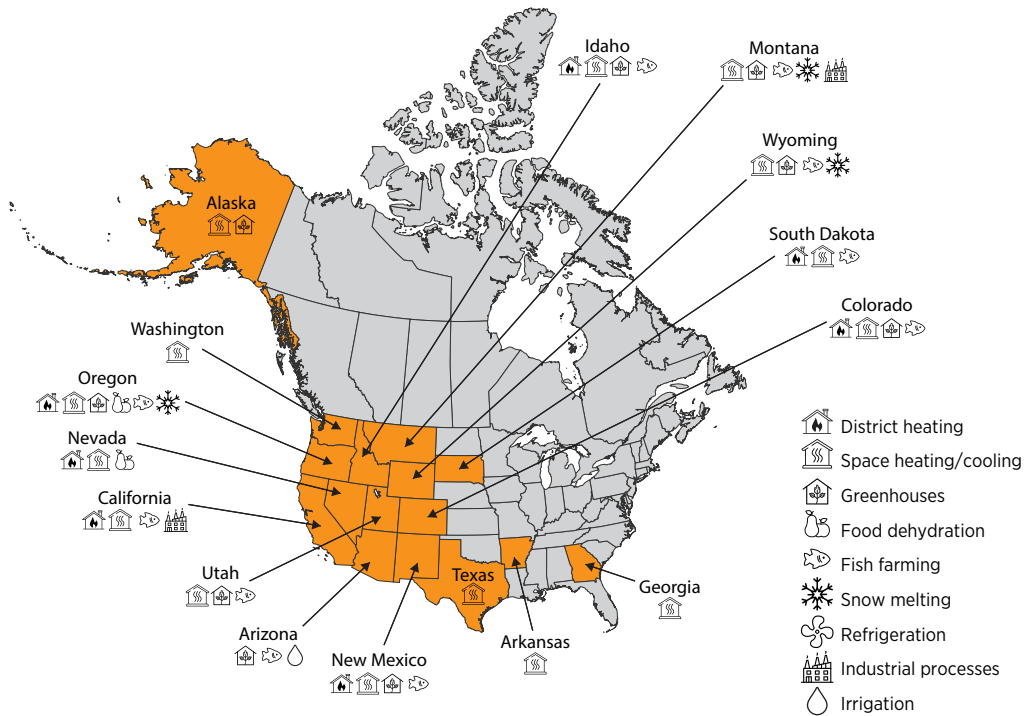 Idaho
Montana
Wyoming
Alaska
South Dakota
Colorado
Washington
Oregon
Nevada
California
Utah
Texas
Georgia
Arizona
Arkansas
New Mexico
District heating
Space heating/cooling
Greenhouses
Food dehydration
Fish farming
Snow melting
Refrigeration
Industrial processes
Irrigation